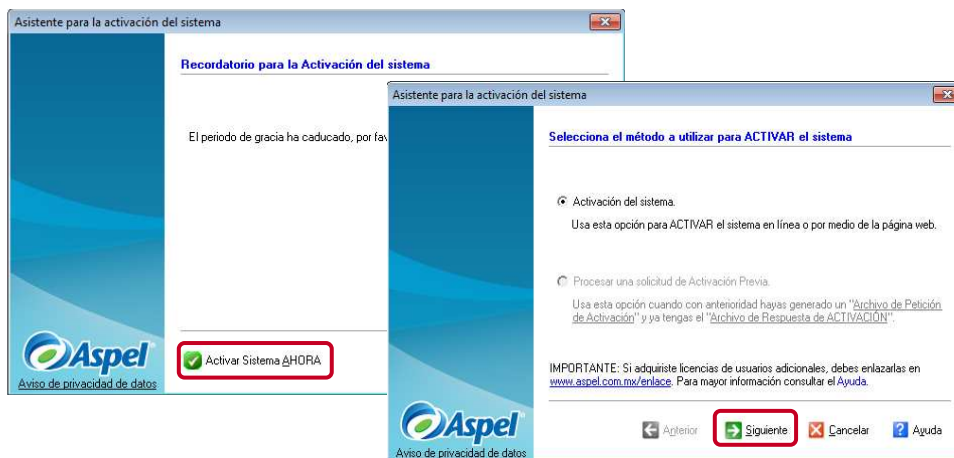 Asistente para la activación del sistema
Recordatorio para la Activación del sistema
El periodo de gracia ha caducado, por
Activar Sistema AHORA
Aspel
Aviso de privacidad de datos
Asistente para la activación del sistema
Selecciona el método a utilizar para ACTIVAR el sistema
Activación del sistema.
Usa esta opción para ACTIVAR el sistema en línea o por medio de la página web.
Procesar una solicitud de Activación Previa.
Usa esta opción cuando con anterioridad hayas generado un "Archivo de Petición
de Activación" y ya tengas el "Archivo de Respuesta de ACTIVACIÓN".
IMPORTANTE: Si adquiriste licencias de usuarios adicionales, debes enlazarlas en
www.aspel.com.mx/enlace. Para mayor información consultar el Ayuda.
Anterior
Siguiente
Cancelar
Ayuda
Aspel
Aviso de privacidad de datos